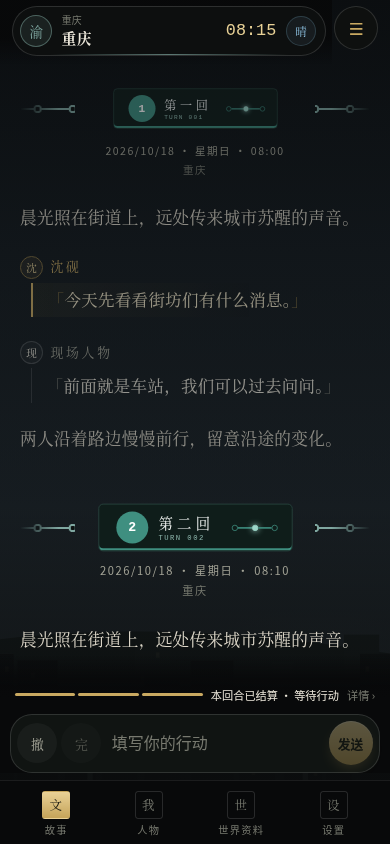 渝
重庆
重庆
08:15
晴
☰
1
第一回
TURN 001
2026/10/18 · 星期日 · 08:00
重庆
晨光照在街道上，远处传来城市苏醒的声音。
沈 沈砚
「今天先看看街坊们有什么消息。」
现 现场人物
「前面就是车站，我们可以过去问问。」
两人沿着路边慢慢前行，留意沿途的变化。
2
第二回
TURN 002
2026/10/18 · 星期日 · 08:10
重庆
晨光照在街道上，远处传来城市苏醒的声音。
本回合已结算 · 等待行动 详情 ›
撤 完 填写你的行动 发送
文 我 世 设
故事 人物 世界资料 设置